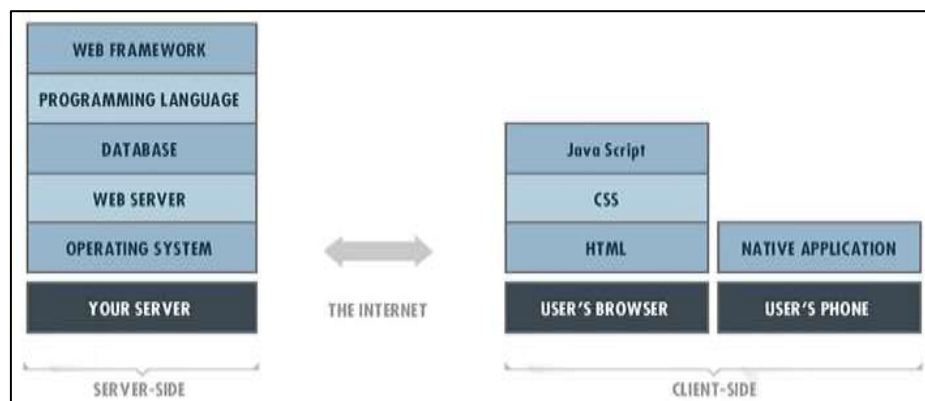 WEB FRAMEWORK
PROGRAMMING LANGUAGE
DATABASE
WEB SERVER
OPERATING SYSTEM
YOUR SERVER
SERVER-SIDE
THE INTERNET
Java Script
CSS
HTML
USER'S BROWSER
NATIVE APPLICATION
USER'S PHONE
CLIENT-SIDE